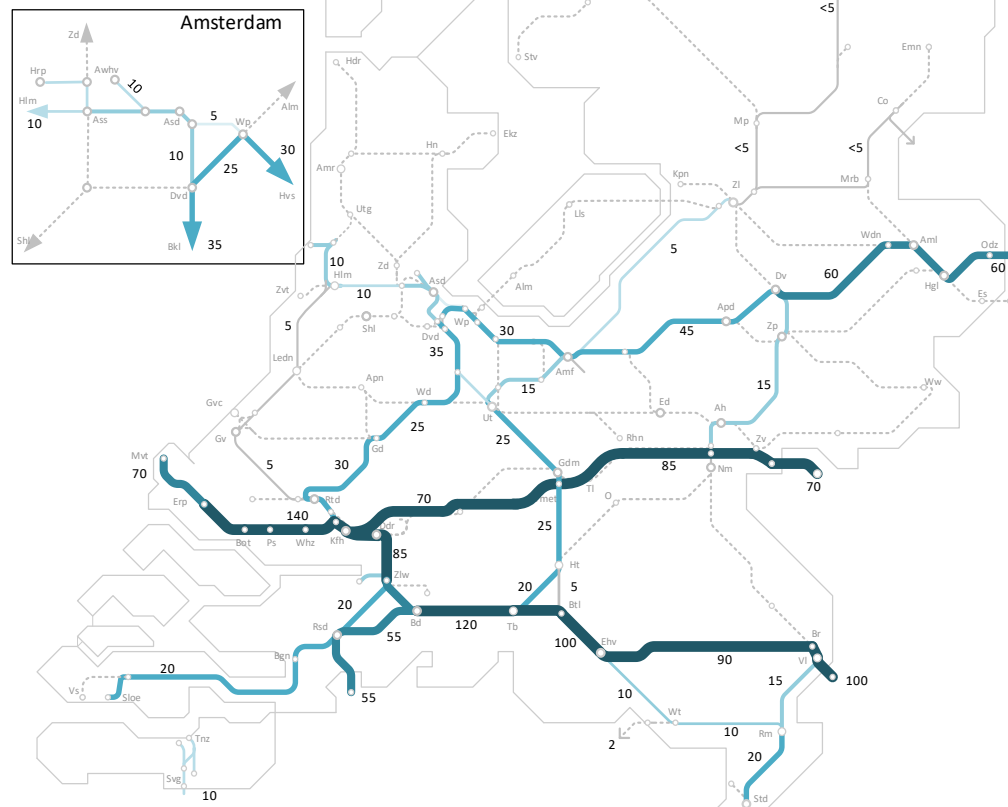 <5
Amsterdam
Zd
Hdr
Emn
Stv
Hrp
Awhv
10
Hlm
Alm
Co
10
Ass
Asd
5
Wp
Mp
Ekz
Hn
<5
<5
10
30
25
Amr
Kpn
Zl
Mrb
Dvd
Hvs
Lls
Utg
Shl
Bkl
35
5
Wdn
Aml
Odz
10
Zd
60
60
Hlm
Asd
Dv
Hgl
Zvt
10
Alm
Es
Apd
5
Shl
Wp
30
45
Zp
Dvd
35
Ledn
Amf
Apn
15
15
Ww
Gvc
Wd
Ed
Ah
25
Ut
Gv
25
Rhn
Zv
Gd
Mvt
Gdm
85
70
5
30
Nm
70
Tl
Erp
Rtd
70
met
O
140
Ddr
25
Bot
Ps
Whz
Kfh
85
Ht
Zlw
20
5
20
Btl
Rsd
55
Bd
120
Tb
100
Ehv
Br
Bgn
90
Vl
20
15
100
Vs
Sloe
55
10
Wt
10
Rm
Tnz
2
20
Svg
10
Std